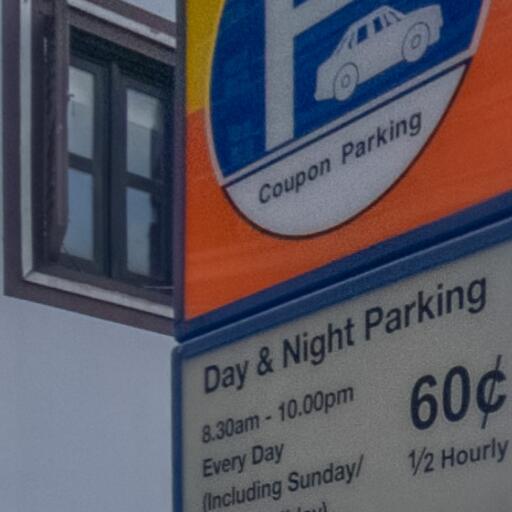 Coupon Parking
Day & Night Parking
8.30am - 10.00pm
60¢
Every Day
1/2 Hourly
(Including Sunday/